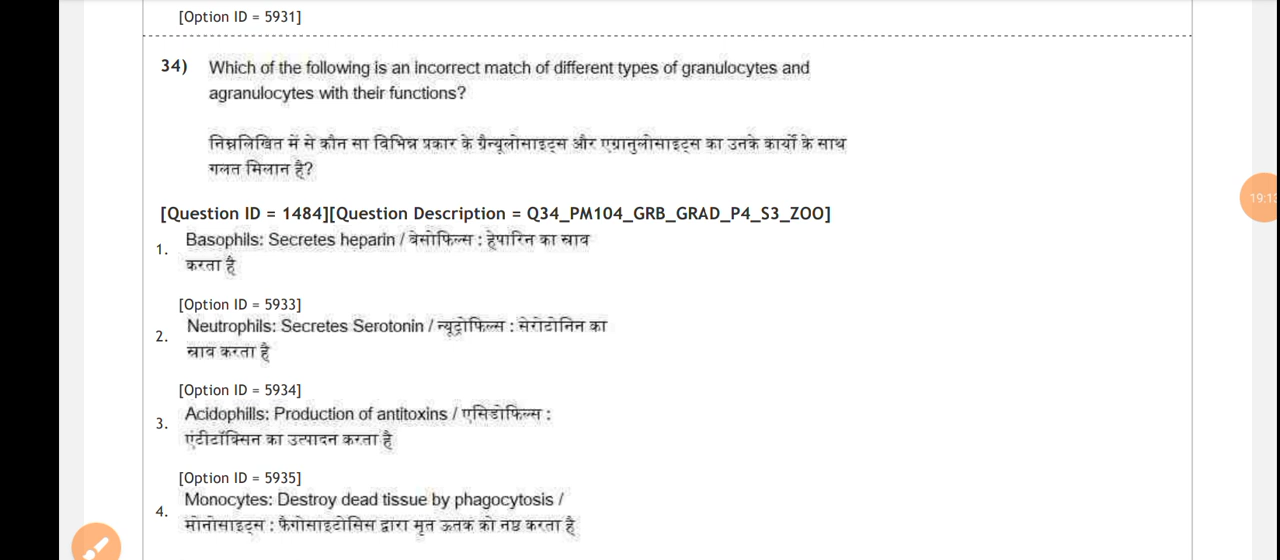 [Option ID = 5931]
34) Which of the following is an incorrect match of different types of granulocytes and
agranulocytes with their functions?
निम्नलिखित में से कौन सा विभिन्न प्रकार के ग्रैन्यूलोसाइट्स और एग्रानुलोसाइट्स का उनके कार्यों के साथ
गलत मिलान है?
[Question ID = 1484][Question Description = Q34_PM104_GRB_GRAD_P4_S3_ZOO]
1. Basophils: Secretes heparin / बेसोफिल्स : हेपारिन का स्राव
करता है
[Option ID = 5933]
2. Neutrophils: Secretes Serotonin / न्यूट्रोफिल्स : सेरोटोनिन का
स्राव करता है
[Option ID = 5934]
3. Acidophills: Production of antitoxins / एसिडोफिल्स :
एंटीटॉक्सिन का उत्पादन करता है
[Option ID = 5935]
4. Monocytes: Destroy dead tissue by phagocytosis /
मोनोसाइट्स : फैगोसाइटोसिस द्वारा मृत ऊतक को नष्ट करता है